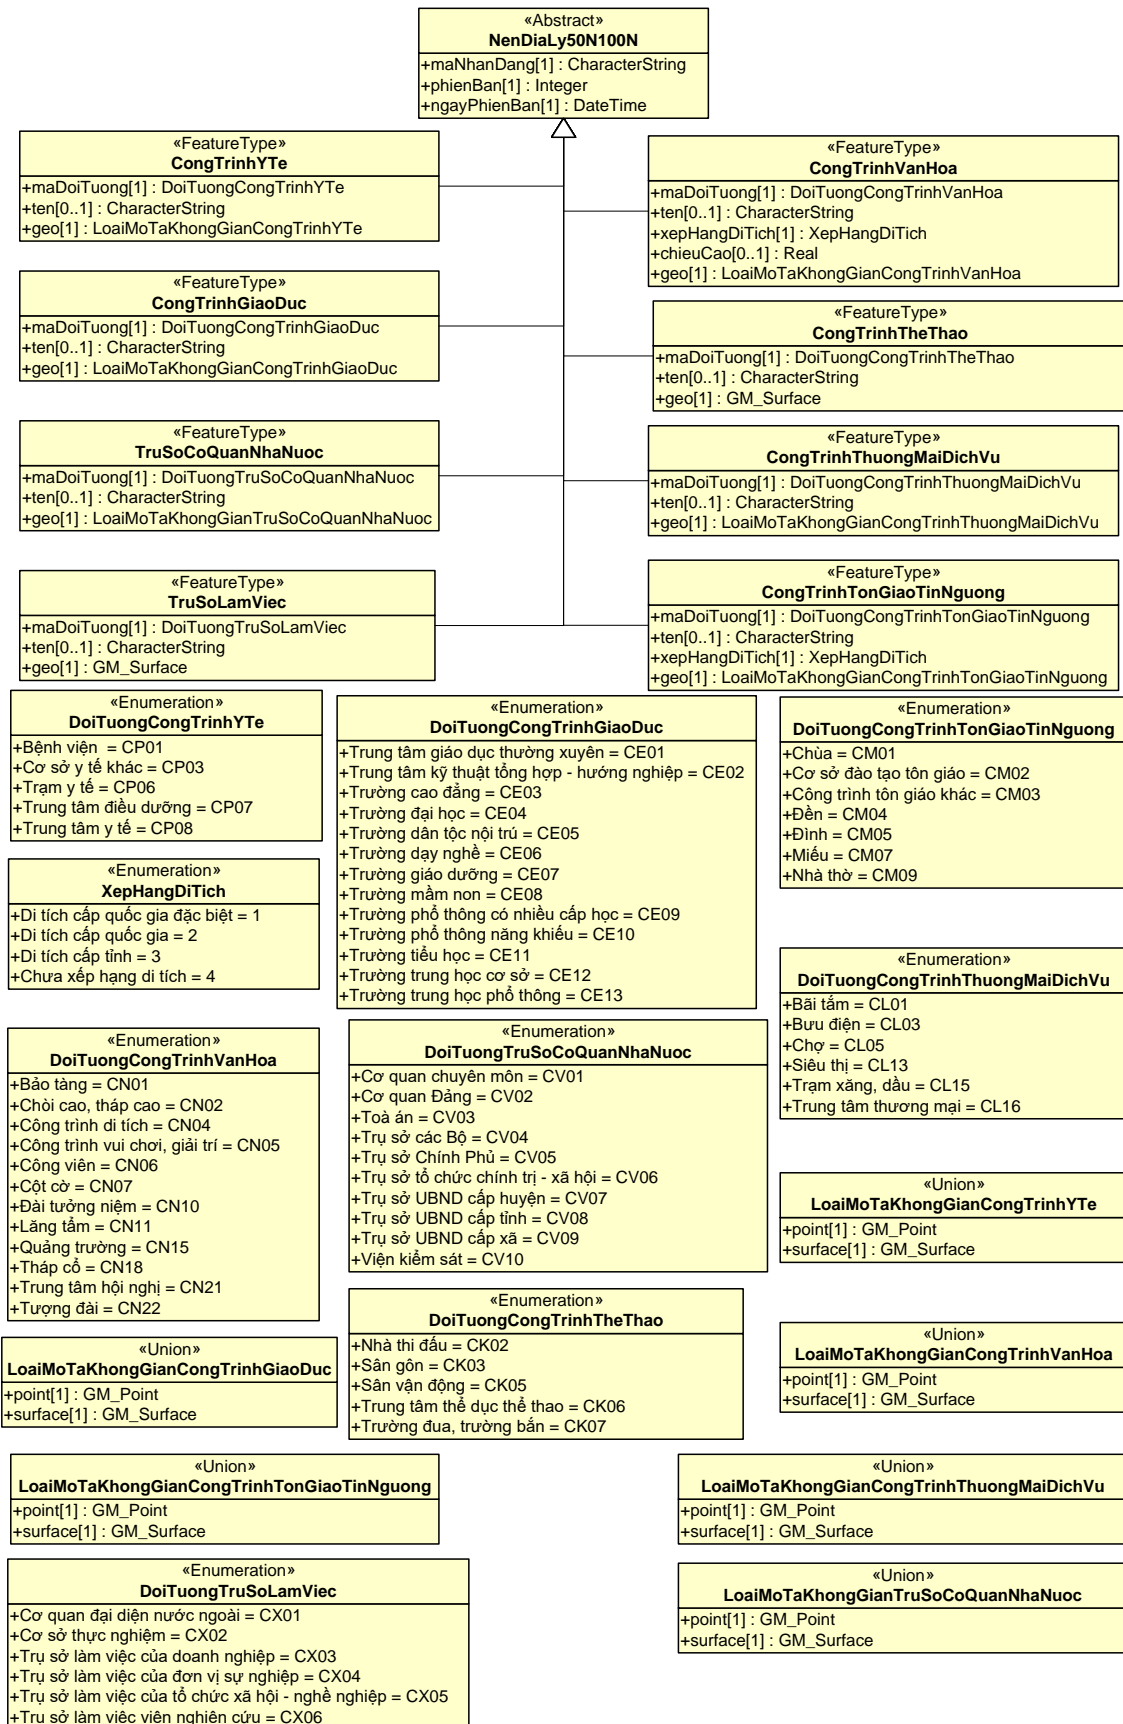 «Abstract»
NenDiaLy50N100N
+maNhanDang[1] : CharacterString
+phienBan[1] : Integer
+ngayPhienBan[1] : DateTime
«FeatureType»
CongTrinhYTe
+maDoiTuong[1] : DoiTuongCongTrinhYTe
+ten[0..1] : CharacterString
+geo[1] : LoaiMoTaKhongGianCongTrinhYTe
«FeatureType»
CongTrinhVanHoa
+maDoiTuong[1] : DoiTuongCongTrinhVanHoa
+ten[0..1] : CharacterString
+xepHangDiTich[1] : XepHangDiTich
+chieuCao[0..1] : Real
+geo[1] : LoaiMoTaKhongGianCongTrinhVanHoa
«FeatureType»
CongTrinhGiaoDuc
+maDoiTuong[1] : DoiTuongCongTrinhGiaoDuc
+ten[0..1] : CharacterString
+geo[1] : LoaiMoTaKhongGianCongTrinhGiaoDuc
«FeatureType»
CongTrinhTheThao
+maDoiTuong[1] : DoiTuongCongTrinhTheThao
+ten[0..1] : CharacterString
+geo[1] : GM_Surface
«FeatureType»
TruSoCoQuanNhaNuoc
+maDoiTuong[1] : DoiTuongTruSoCoQuanNhaNuoc
+ten[0..1] : CharacterString
+geo[1] : LoaiMoTaKhongGianTruSoCoQuanNhaNuoc
«FeatureType»
CongTrinhThuongMaiDichVu
+maDoiTuong[1] : DoiTuongCongTrinhThuongMaiDichVu
+ten[0..1] : CharacterString
+geo[1] : LoaiMoTaKhongGianCongTrinhThuongMaiDichVu
«FeatureType»
TruSoLamViec
+maDoiTuong[1] : DoiTuongTruSoLamViec
+ten[0..1] : CharacterString
+geo[1] : GM_Surface
«FeatureType»
CongTrinhTonGiaoTinNguong
+maDoiTuong[1] : DoiTuongCongTrinhTonGiaoTinNguong
+ten[0..1] : CharacterString
+xepHangDiTich[1] : XepHangDiTich
+geo[1] : LoaiMoTaKhongGianCongTrinhTonGiaoTinNguong
«Enumeration»
DoiTuongCongTrinhYTe
+Bệnh viện = CP01
+Cơ sở y tế khác = CP03
+Trạm y tế = CP06
+Trung tâm điều dưỡng = CP07
+Trung tâm y tế = CP08
«Enumeration»
DoiTuongCongTrinhGiaoDuc
+Trung tâm giáo dục thường xuyên = CE01
+Trung tâm kỹ thuật tổng hợp - hướng nghiệp = CE02
+Trường cao đẳng = CE03
+Trường đại học = CE04
+Trường dân tộc nội trú = CE05
+Trường dạy nghề = CE06
+Trường giáo dưỡng = CE07
+Trường mầm non = CE08
+Trường phổ thông có nhiều cấp học = CE09
+Trường phổ thông năng khiếu = CE10
+Trường tiểu học = CE11
+Trường trung học cơ sở = CE12
+Trường trung học phổ thông = CE13
«Enumeration»
DoiTuongCongTrinhTonGiaoTinNguong
+Chùa = CM01
+Cơ sở đào tạo tôn giáo = CM02
+Công trình tôn giáo khác = CM03
+Đền = CM04
+Đình = CM05
+Miếu = CM07
+Nhà thờ = CM09
«Enumeration»
XepHangDiTich
+Di tích cấp quốc gia đặc biệt = 1
+Di tích cấp quốc gia = 2
+Di tích cấp tỉnh = 3
+Chưa xếp hạng di tích = 4
«Enumeration»
DoiTuongCongTrinhThuongMaiDichVu
+Bãi tắm = CL01
+Bưu điện = CL03
+Chợ = CL05
+Siêu thị = CL13
+Trạm xăng, dầu = CL15
+Trung tâm thương mại = CL16
«Enumeration»
DoiTuongCongTrinhVanHoa
+Bảo tàng = CN01
+Chòi cao, tháp cao = CN02
+Công trình di tích = CN04
+Công trình vui chơi, giải trí = CN05
+Công viên = CN06
+Cột cờ = CN07
+Đài tưởng niệm = CN10
+Lăng tẩm = CN11
+Quảng trường = CN15
+Tháp cổ = CN18
+Trung tâm hội nghị = CN21
+Tượng đài = CN22
«Enumeration»
DoiTuongTruSoCoQuanNhaNuoc
+Cơ quan chuyên môn = CV01
+Cơ quan Đảng = CV02
+Toà án = CV03
+Trụ sở các Bộ = CV04
+Trụ sở Chính Phủ = CV05
+Trụ sở tổ chức chính trị - xã hội = CV06
+Trụ sở UBND cấp huyện = CV07
+Trụ sở UBND cấp tỉnh = CV08
+Trụ sở UBND cấp xã = CV09
+Viện kiểm sát = CV10
«Union»
LoaiMoTaKhongGianCongTrinhYTe
+point[1] : GM_Point
+surface[1] : GM_Surface
«Enumeration»
DoiTuongCongTrinhTheThao
+Nhà thi đấu = CK02
+Sân gôn = CK03
+Sân vận động = CK05
+Trung tâm thể dục thể thao = CK06
+Trường đua, trường bắn = CK07
«Union»
LoaiMoTaKhongGianCongTrinhVanHoa
+point[1] : GM_Point
+surface[1] : GM_Surface
«Union»
LoaiMoTaKhongGianCongTrinhGiaoDuc
+point[1] : GM_Point
+surface[1] : GM_Surface
«Union»
LoaiMoTaKhongGianCongTrinhTonGiaoTinNguong
+point[1] : GM_Point
+surface[1] : GM_Surface
«Union»
LoaiMoTaKhongGianCongTrinhThuongMaiDichVu
+point[1] : GM_Point
+surface[1] : GM_Surface
«Enumeration»
DoiTuongTruSoLamViec
+Cơ quan đại diện nước ngoài = CX01
+Cơ sở thực nghiệm = CX02
+Trụ sở làm việc của doanh nghiệp = CX03
+Trụ sở làm việc của đơn vị sự nghiệp = CX04
+Trụ sở làm việc của tổ chức xã hội - nghề nghiệp = CX05
+Trụ sở làm việc viện nghiên cứu = CX06
«Union»
LoaiMoTaKhongGianTruSoCoQuanNhaNuoc
+point[1] : GM_Point
+surface[1] : GM_Surface